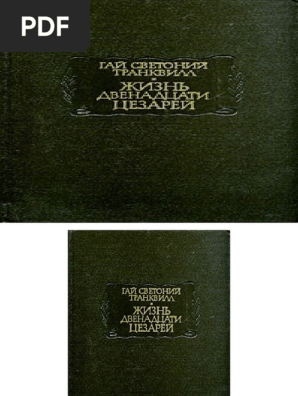 PDF
ГАЙ СВЕТОНИЙ
ТРАНКВИЛЛ
ЖИЗНЬ
ДВЕНАДЦАТИ
ЦЕЗАРЕЙ
ГАЙ СВЕТОНИЙ
ТРАНКВИЛЛ
ЖИЗНЬ
ДВЕНАДЦАТИ
ЦЕЗАРЕЙ